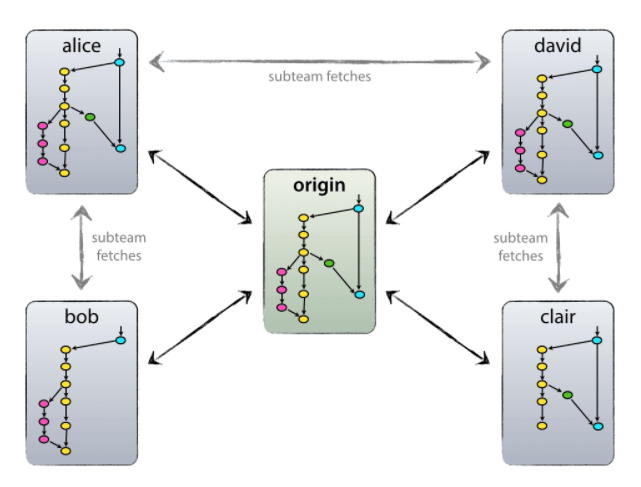 alice
david
subteam fetches
origin
subteam
fetches
subteam
fetches
bob
clair